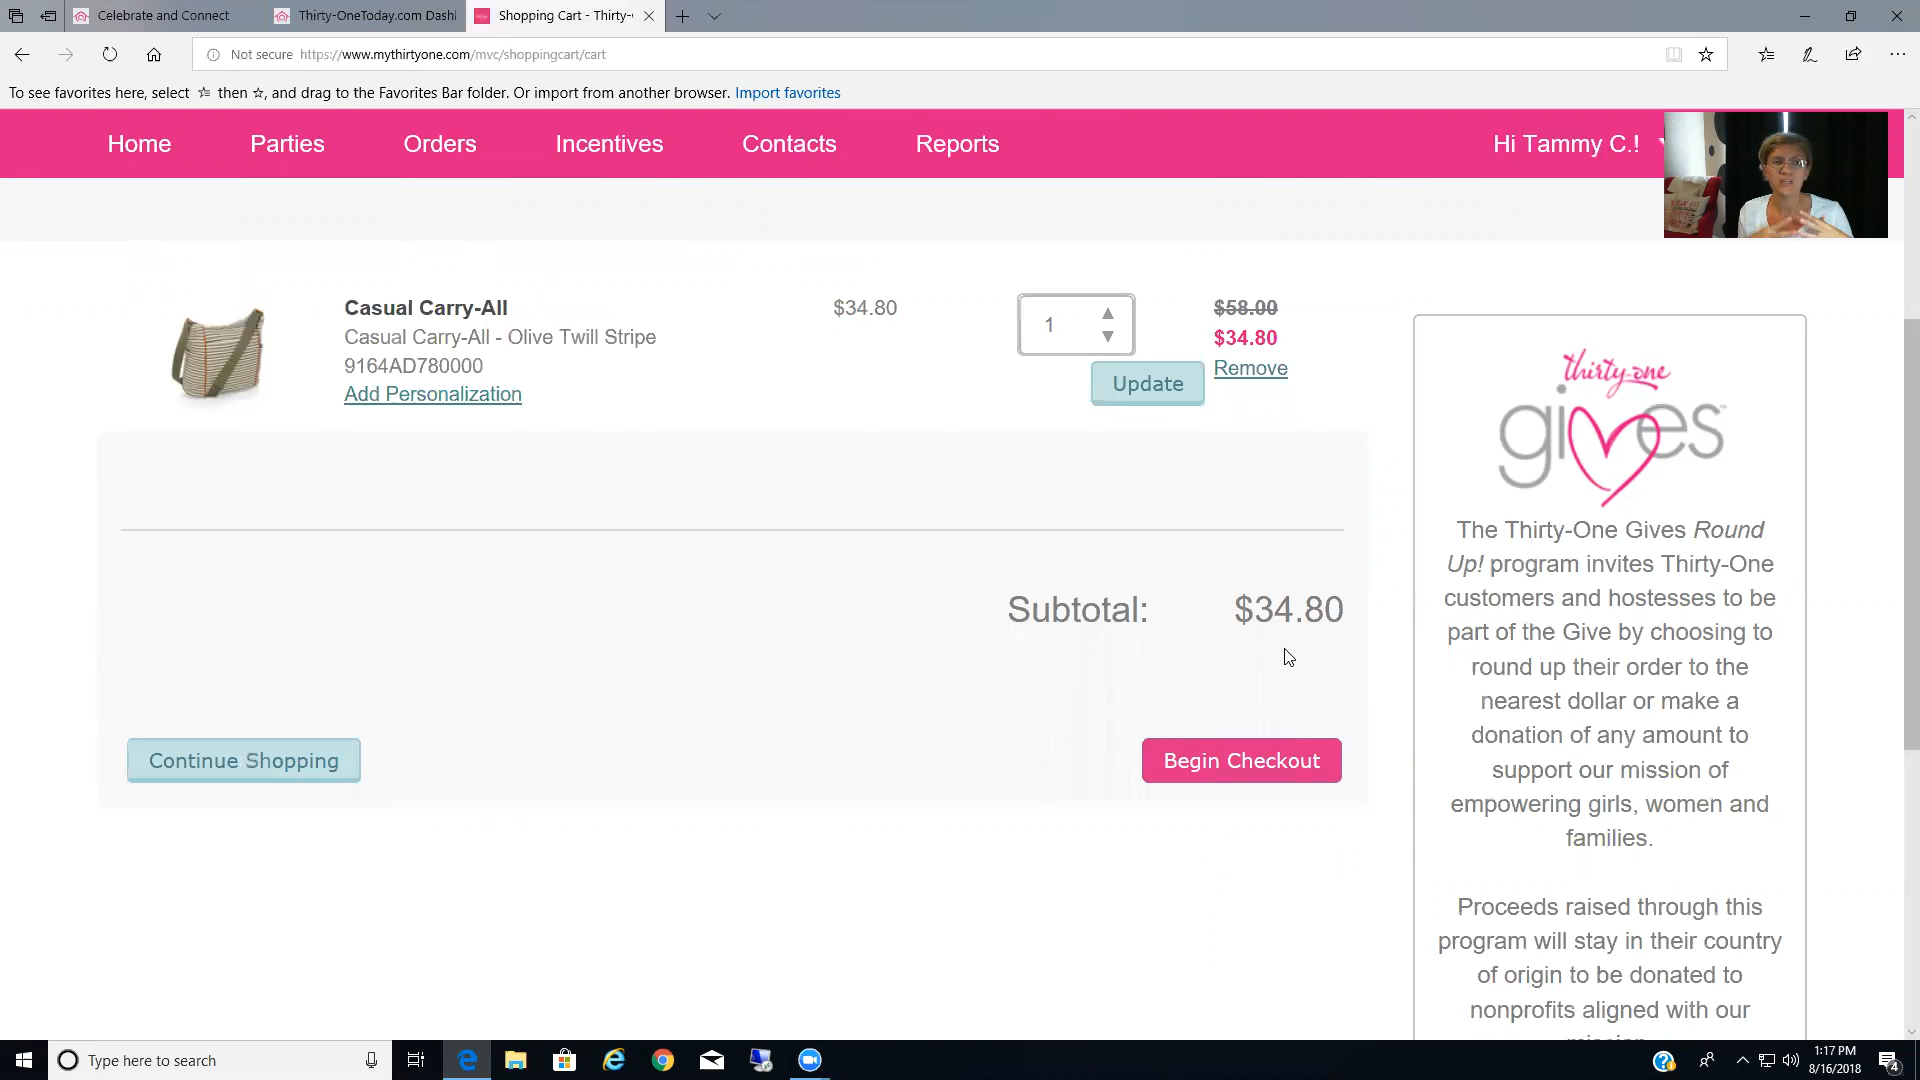 Celebrate and Connect
Thirty-OneToday.com Dashl
Shopping Cart - Thirty-
Not secure https://www.mythirtyone.com/mvc/shoppingcart/cart
To see favorites here, select then , and drag to the Favorites Bar folder. Or import from another browser. Import favorites
Home
Parties
Orders
Incentives
Contacts
Reports
Hi Tammy C.!
Casual Carry-All
Casual Carry-All - Olive Twill Stripe
9164AD780000
Add Personalization
$34.80
1
Update
$58.00
$34.80
Remove
Subtotal: $34.80
Continue Shopping
Begin Checkout
thirty-one
gives™
The Thirty-One Gives Round
Up! program invites Thirty-One
customers and hostesses to be
part of the Give by choosing to
round up their order to the
nearest dollar or make a
donation of any amount to
support our mission of
empowering girls, women and
families.
Proceeds raised through this
program will stay in their country
of origin to be donated to
nonprofits aligned with our
Type here to search
1:17 PM
8/16/2018
4